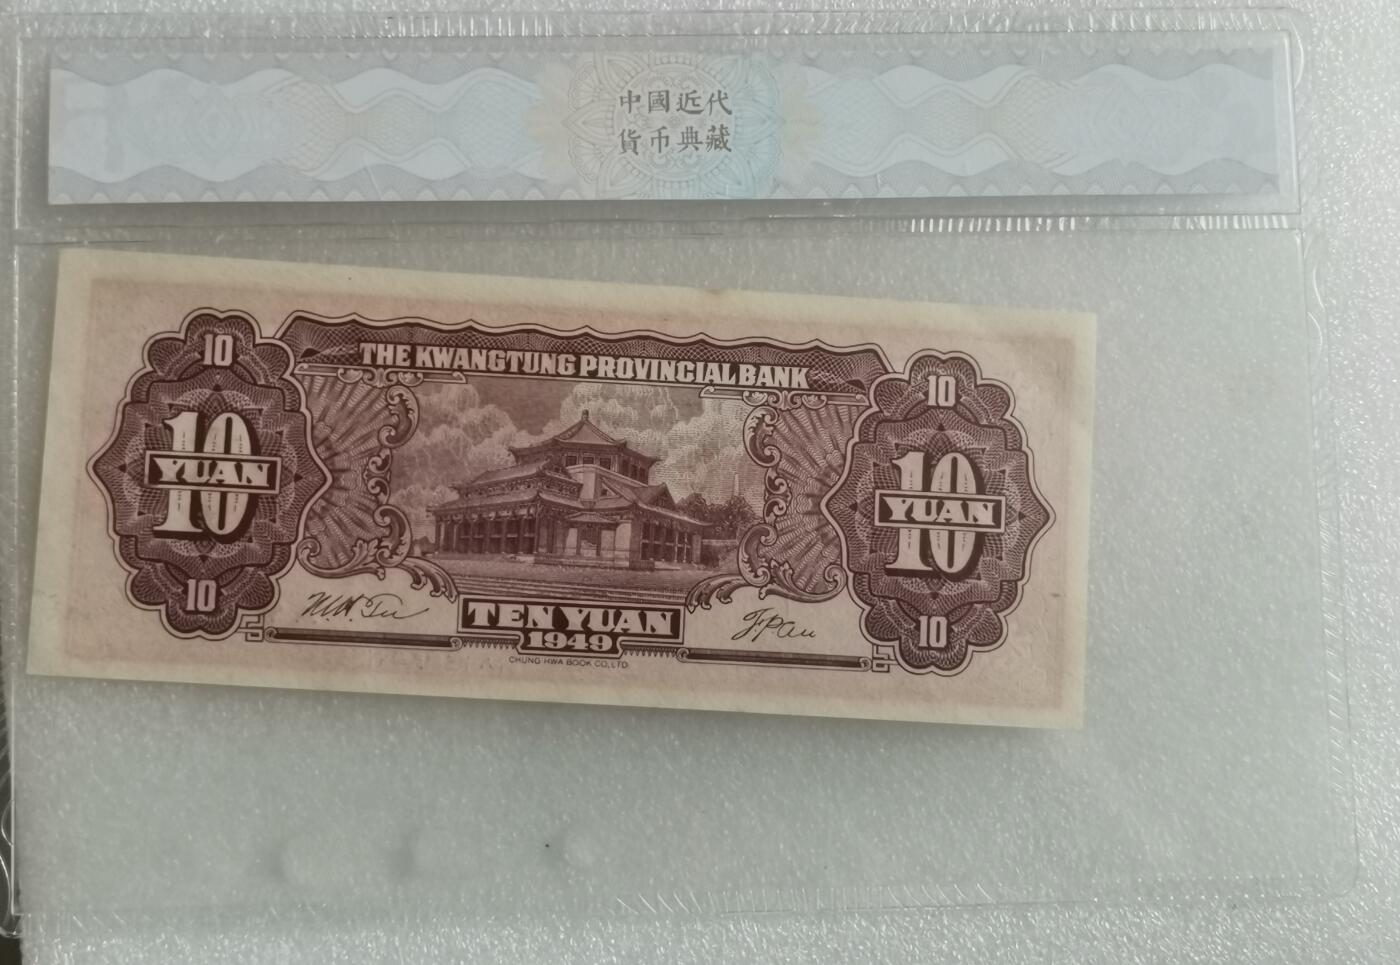 中國近代
貨币典藏
THE KWANGTUNG PROVINCIAL BANK
10
10
10
YUAN
10
YUAN
10
10
TEN YUAN
1949
CHUNG HWA BOOK CO., LTD.